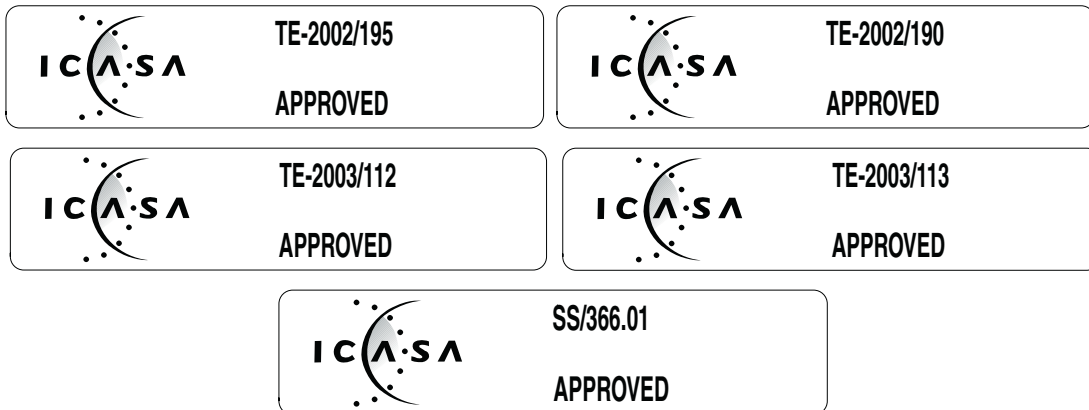 ICASA
TE-2002/195
APPROVED
ICASA
TE-2002/190
APPROVED
ICASA
TE-2003/112
APPROVED
ICASA
TE-2003/113
APPROVED
ICASA
SS/366.01
APPROVED